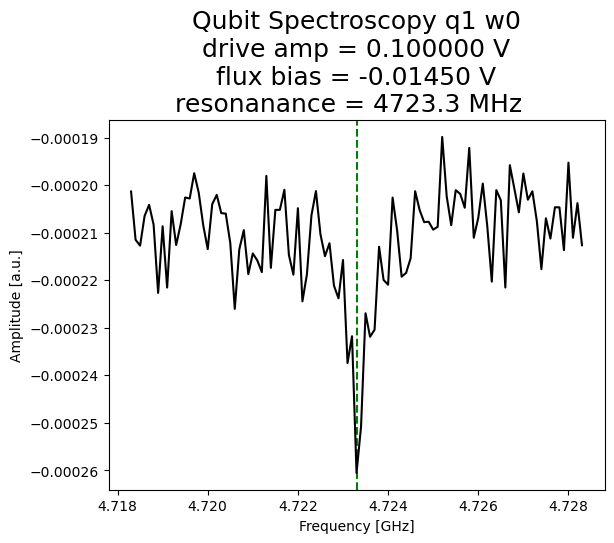 Qubit Spectroscopy q1 w0
drive amp = 0.100000 V
flux bias = -0.01450 V
resonanance = 4723.3 MHz
−0.00019
−0.00020
−0.00021
−0.00022
−0.00023
−0.00024
−0.00025
−0.00026
Amplitude [a.u.]
4.718 4.720 4.722 4.724 4.726 4.728
Frequency [GHz]